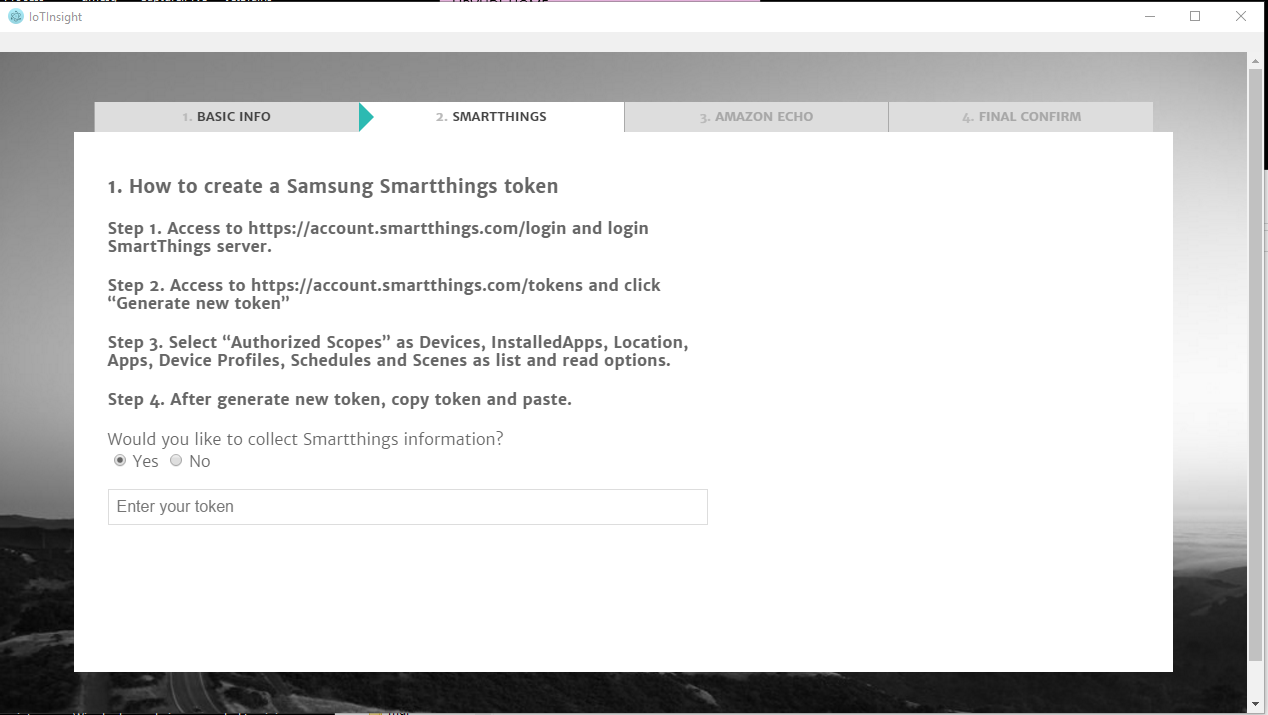 IoTInsight
1. BASIC INFO
2. SMARTTHINGS
3. AMAZON ECHO
4. FINAL CONFIRM
1. How to create a Samsung Smartthings token
Step 1. Access to https://account.smartthings.com/login and login
SmartThings server.
Step 2. Access to https://account.smartthings.com/tokens and click
“Generate new token”
Step 3. Select “Authorized Scopes” as Devices, InstalledApps, Location,
Apps, Device Profiles, Schedules and Scenes as list and read options.
Step 4. After generate new token, copy token and paste.
Would you like to collect Smartthings information?
Yes No
Enter your token